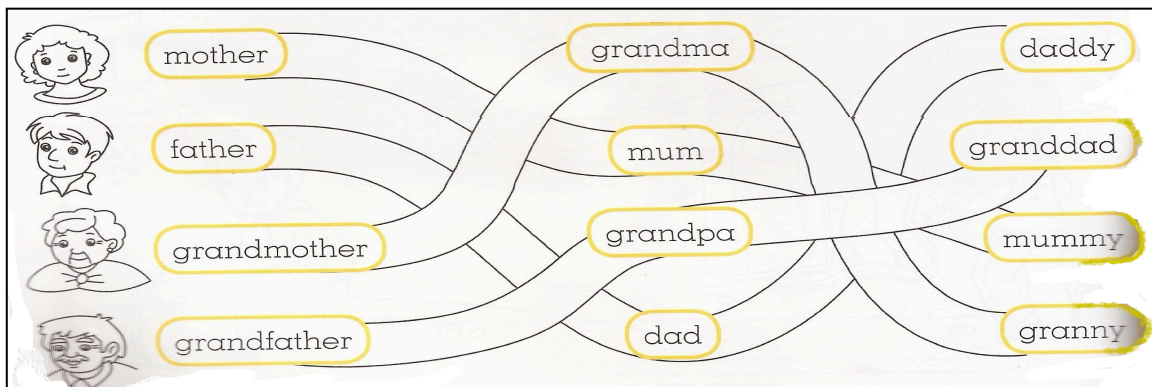 mother grandma daddy
father mum granddad
grandmother grandpa mummy
grandfather dad granny